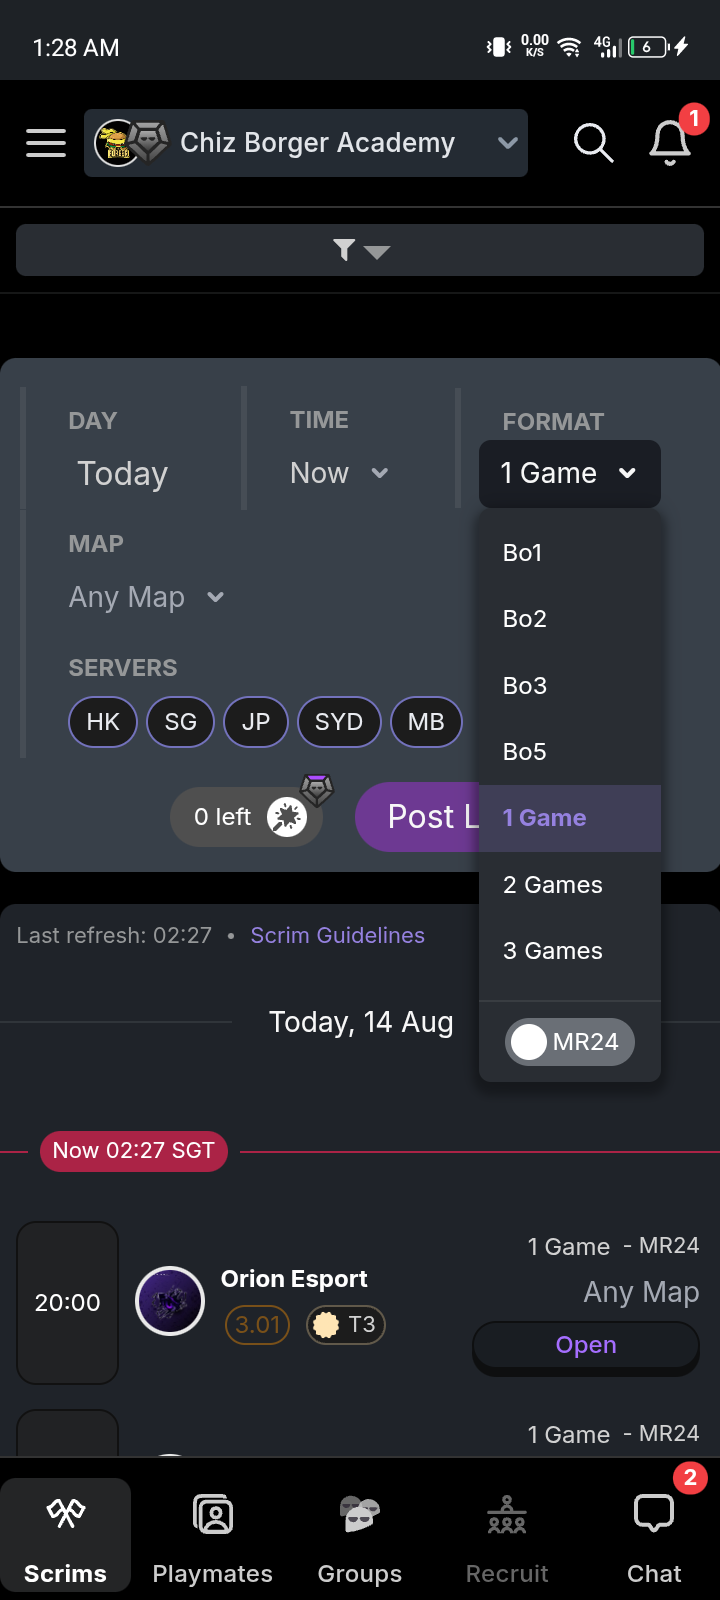 1:28 AM
0.00
K/S
4G
6
Chiz Borger Academy
1
DAY
TIME
FORMAT
Today
Now
1 Game
Bo1
Bo2
Bo3
Bo5
1 Game
2 Games
3 Games
MR24
MAP
Any Map
SERVERS
HK SG JP SYD MB
0 left
Post L
Last refresh: 02:27 • Scrim Guidelines
Today, 14 Aug
Now 02:27 SGT
20:00
Orion Esport
3.01
T3
1 Game - MR24
Any Map
Open
1 Game - MR24
2
Scrims
Playmates
Groups
Recruit
Chat